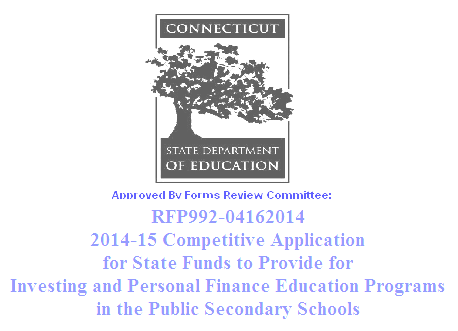 CONNECTICUT
STATE DEPARTMENT
OF EDUCATION
Approved By Forms Review Committee:
RFP992-04162014
2014-15 Competitive Application
for State Funds to Provide for
Investing and Personal Finance Education Programs
in the Public Secondary Schools